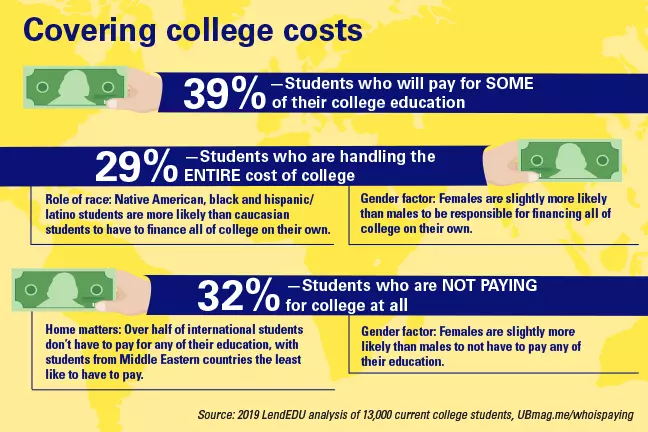 Covering college costs
39% —Students who will pay for SOME
of their college education
29% —Students who are handling the
ENTIRE cost of college
Role of race: Native American, black and hispanic/
latino students are more likely than caucasian
students to have to finance all of college on their own.
Gender factor: Females are slightly more likely
than males to be responsible for financing all of
college on their own.
32% —Students who are NOT PAYING
for college at all
Home matters: Over half of international students
don't have to pay for any of their education, with
students from Middle Eastern countries the least
like to have to pay.
Gender factor: Females are slightly more
likely than males to not have to pay any of
their education.
Source: 2019 LendEDU analysis of 13,000 current college students, UBmag.me/whoispaying